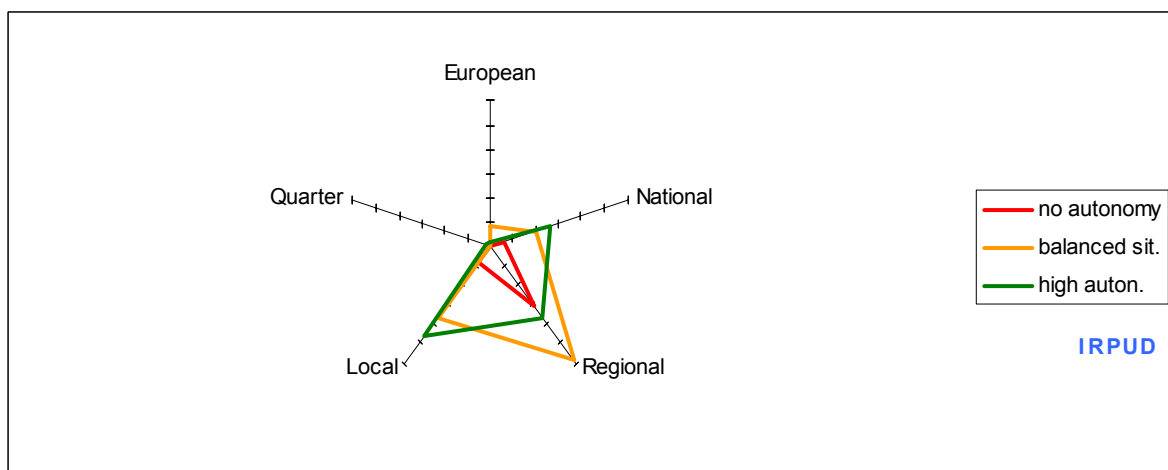 European
Quarter
National
Local
Regional
no autonomy
balanced sit.
high auton.
IRPUD